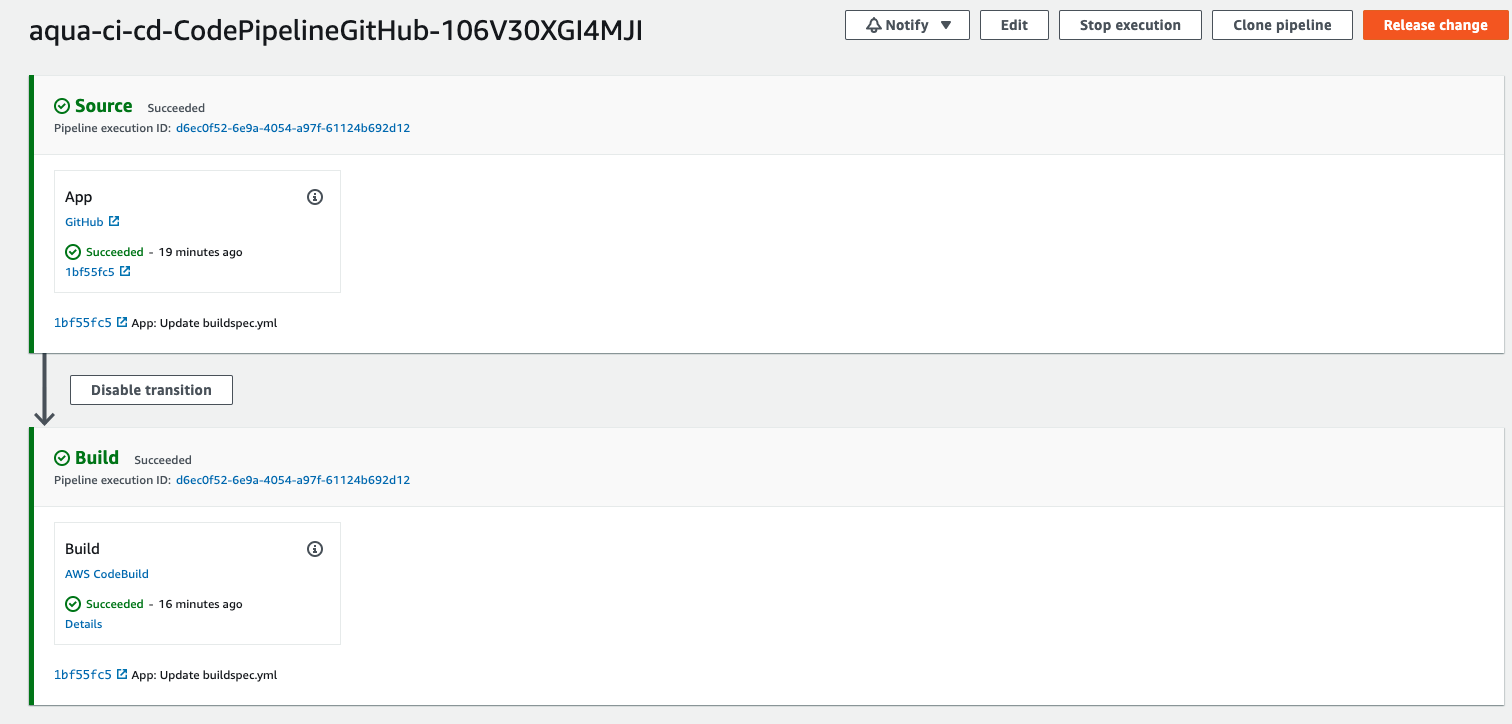 aqua-ci-cd-CodePipelineGitHub-106V30XGI4MJI
Notify
Edit
Stop execution
Clone pipeline
Release change
Source Succeeded
Pipeline execution ID: d6ec0f52-6e9a-4054-a97f-61124b692d12
App
GitHub
Succeeded - 19 minutes ago
1bf55fc5
1bf55fc5 App: Update buildspec.yml
Disable transition
Build Succeeded
Pipeline execution ID: d6ec0f52-6e9a-4054-a97f-61124b692d12
Build
AWS CodeBuild
Succeeded - 16 minutes ago
Details
1bf55fc5 App: Update buildspec.yml